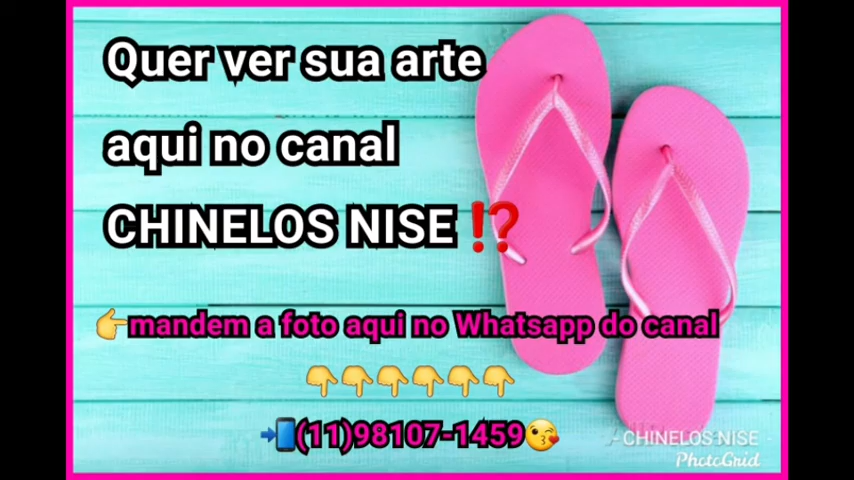 Quer ver sua arte
aqui no canal
CHINELOS NISE ⁉️
👉mandem a foto aqui no Whatsapp do canal
👇👇👇👇👇👇
📲(11)98107-1459😘
CHINELOS NISE
PhotoGrid